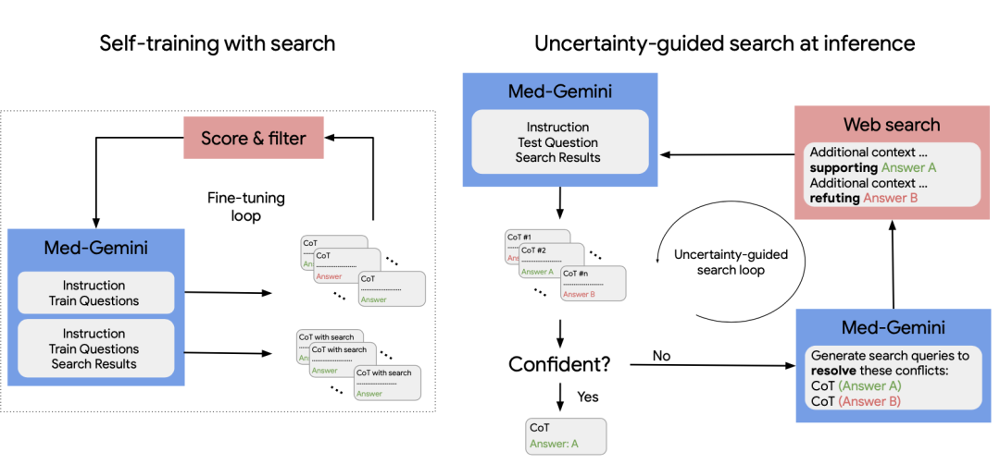 Self-training with search
Score & filter
Fine-tuning
loop
Med-Gemini
Instruction
Train Questions
Instruction
Train Questions
Search Results
CoT
An
CoT
Answer
CoT
Answer
CoT with search
An
CoT with search
Answer
CoT with search
Answer
Uncertainty-guided search at inference
Med-Gemini
Instruction
Test Question
Search Results
CoT #1
Ans
CoT #2
Answer A
CoT #n
Answer B
Confident?
No
Yes
CoT
Answer: A
Uncertainty-guided
search loop
Web search
Additional context ...
supporting Answer A
Additional context ...
refuting Answer B
Med-Gemini
Generate search queries to
resolve these conflicts:
CoT (Answer A)
CoT (Answer B)